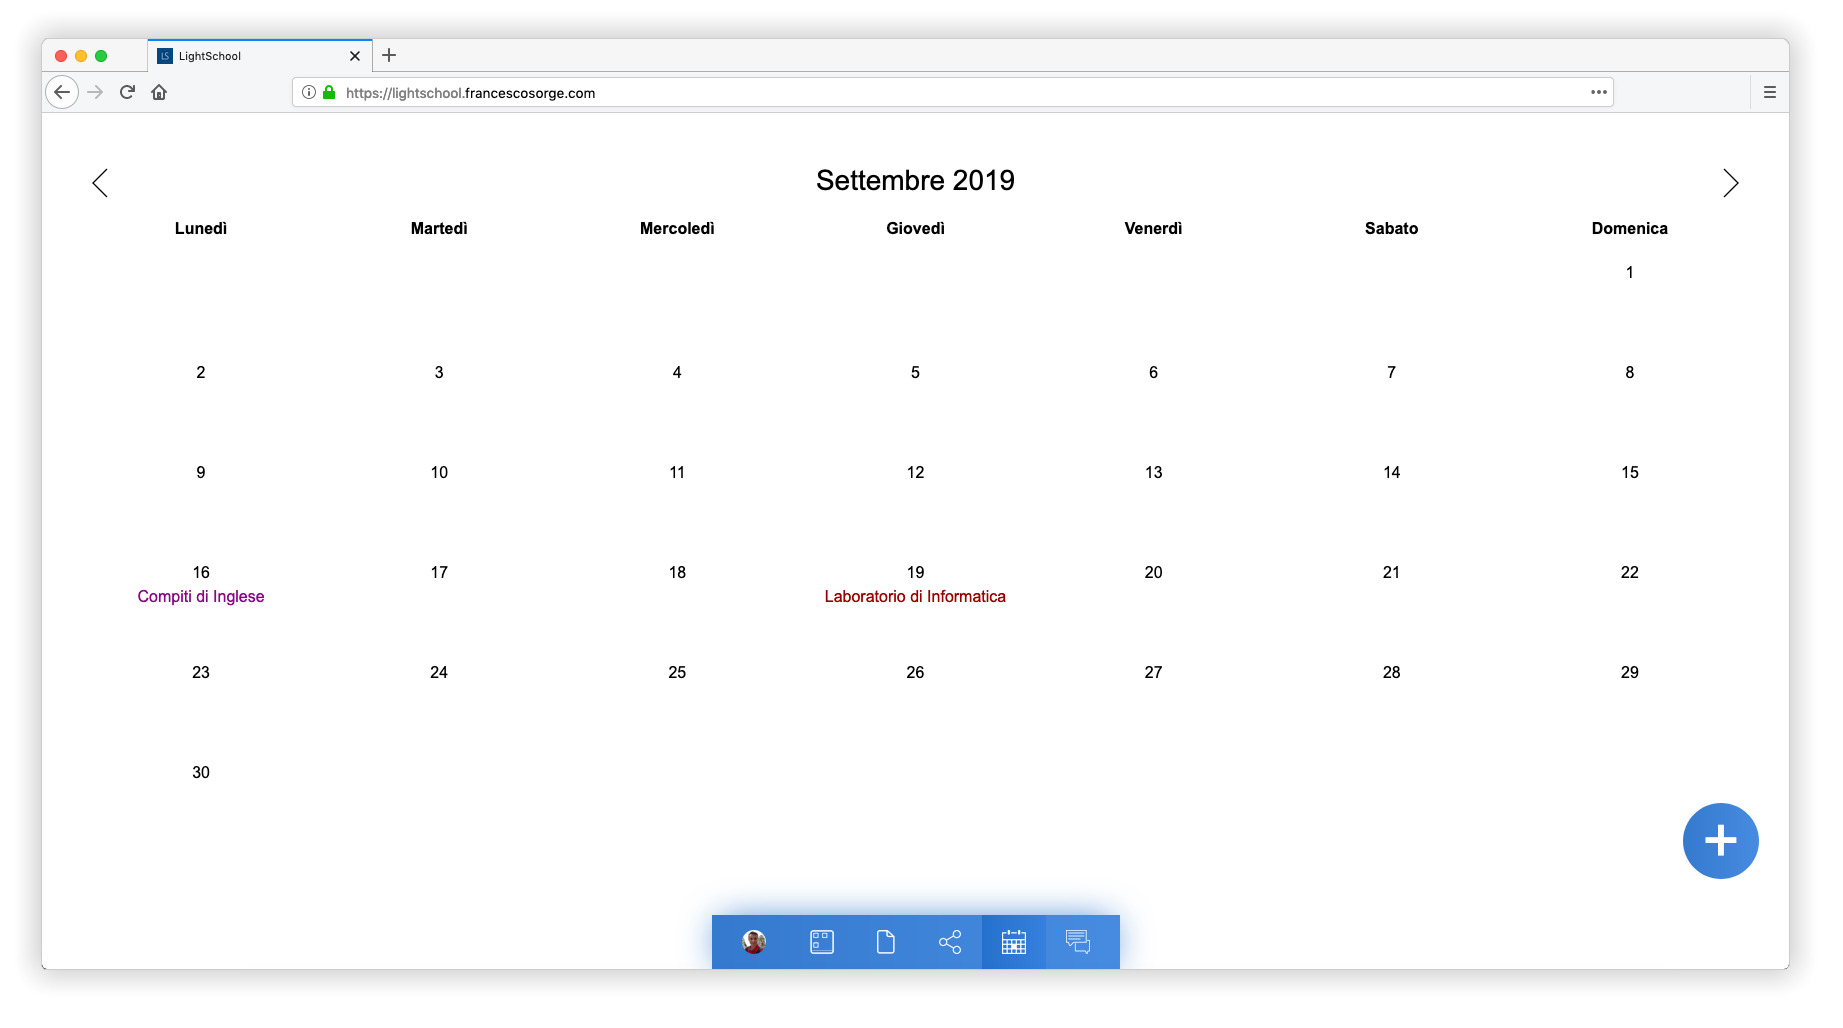 LS LightSchool
https://lightschool.francescosorge.com
Settembre 2019
Lunedì Martedì Mercoledì Giovedì Venerdì Sabato Domenica
1
2 3 4 5 6 7 8
9 10 11 12 13 14 15
16 17 18 19 20 21 22
Compiti di Inglese Laboratorio di Informatica
23 24 25 26 27 28 29
30